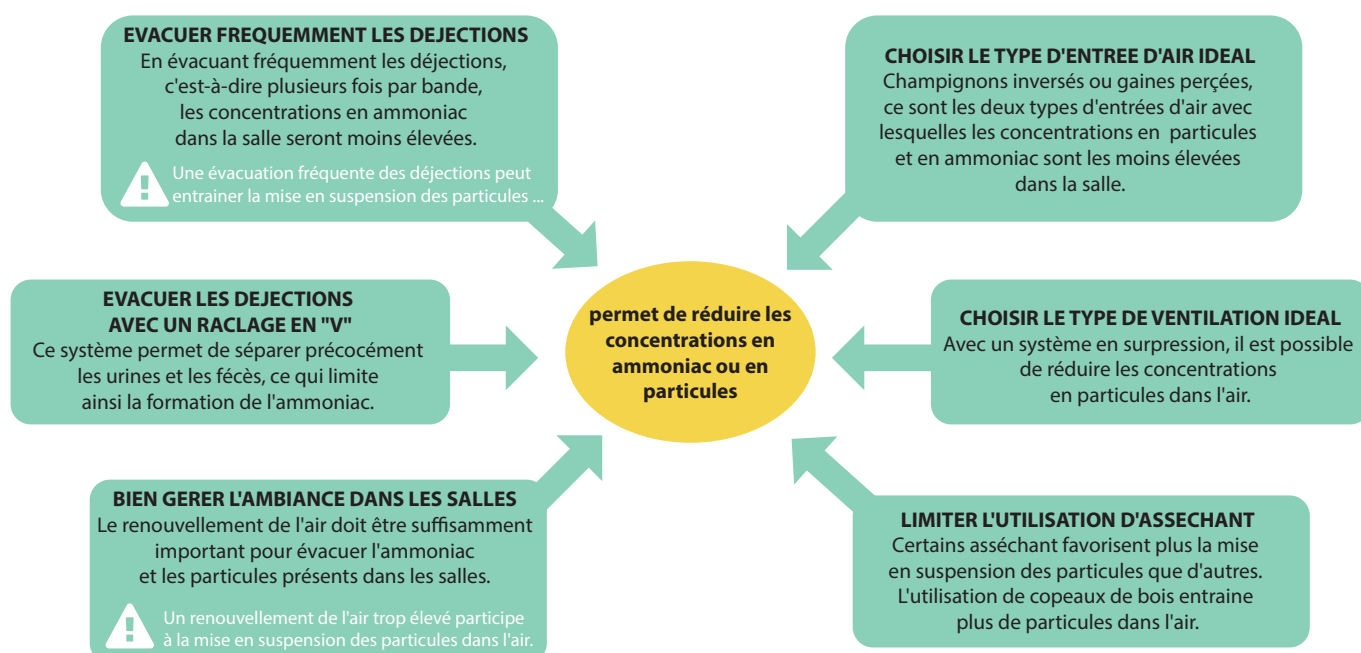 EVACUER FREQUEMMENT LES DEJECTIONS
En évacuant fréquemment les déjections,
c'est-à-dire plusieurs fois par bande,
les concentrations en ammoniac
dans la salle seront moins élevées.
Une évacuation fréquente des déjections peut
entrainer la mise en suspension des particules ...
CHOISIR LE TYPE D'ENTREE D'AIR IDEAL
Champignons inversés ou gaines perçées,
ce sont les deux types d'entrées d'air avec
lesquelles les concentrations en particules
et en ammoniac sont les moins élevées
dans la salle.
EVACUER LES DEJECTIONS
AVEC UN RACLAGE EN "V"
Ce système permet de séparer précocément
les urines et les fécès, ce qui limite
ainsi la formation de l'ammoniac.
permet de réduire les
concentrations en
ammoniac ou en
particules
CHOISIR LE TYPE DE VENTILATION IDEAL
Avec un système en surpression, il est possible
de réduire les concentrations
en particules dans l'air.
BIEN GERER L'AMBIANCE DANS LES SALLES
Le renouvellement de l'air doit être suffisamment
important pour évacuer l'ammoniac
et les particules présents dans les salles.
Un renouvellement de l'air trop élevé participe
à la mise en suspension des particules dans l'air.
LIMITER L'UTILISATION D'ASSECHANT
Certains asséchant favorisent plus la mise
en suspension des particules que d'autres.
L'utilisation de copeaux de bois entraine
plus de particules dans l'air.